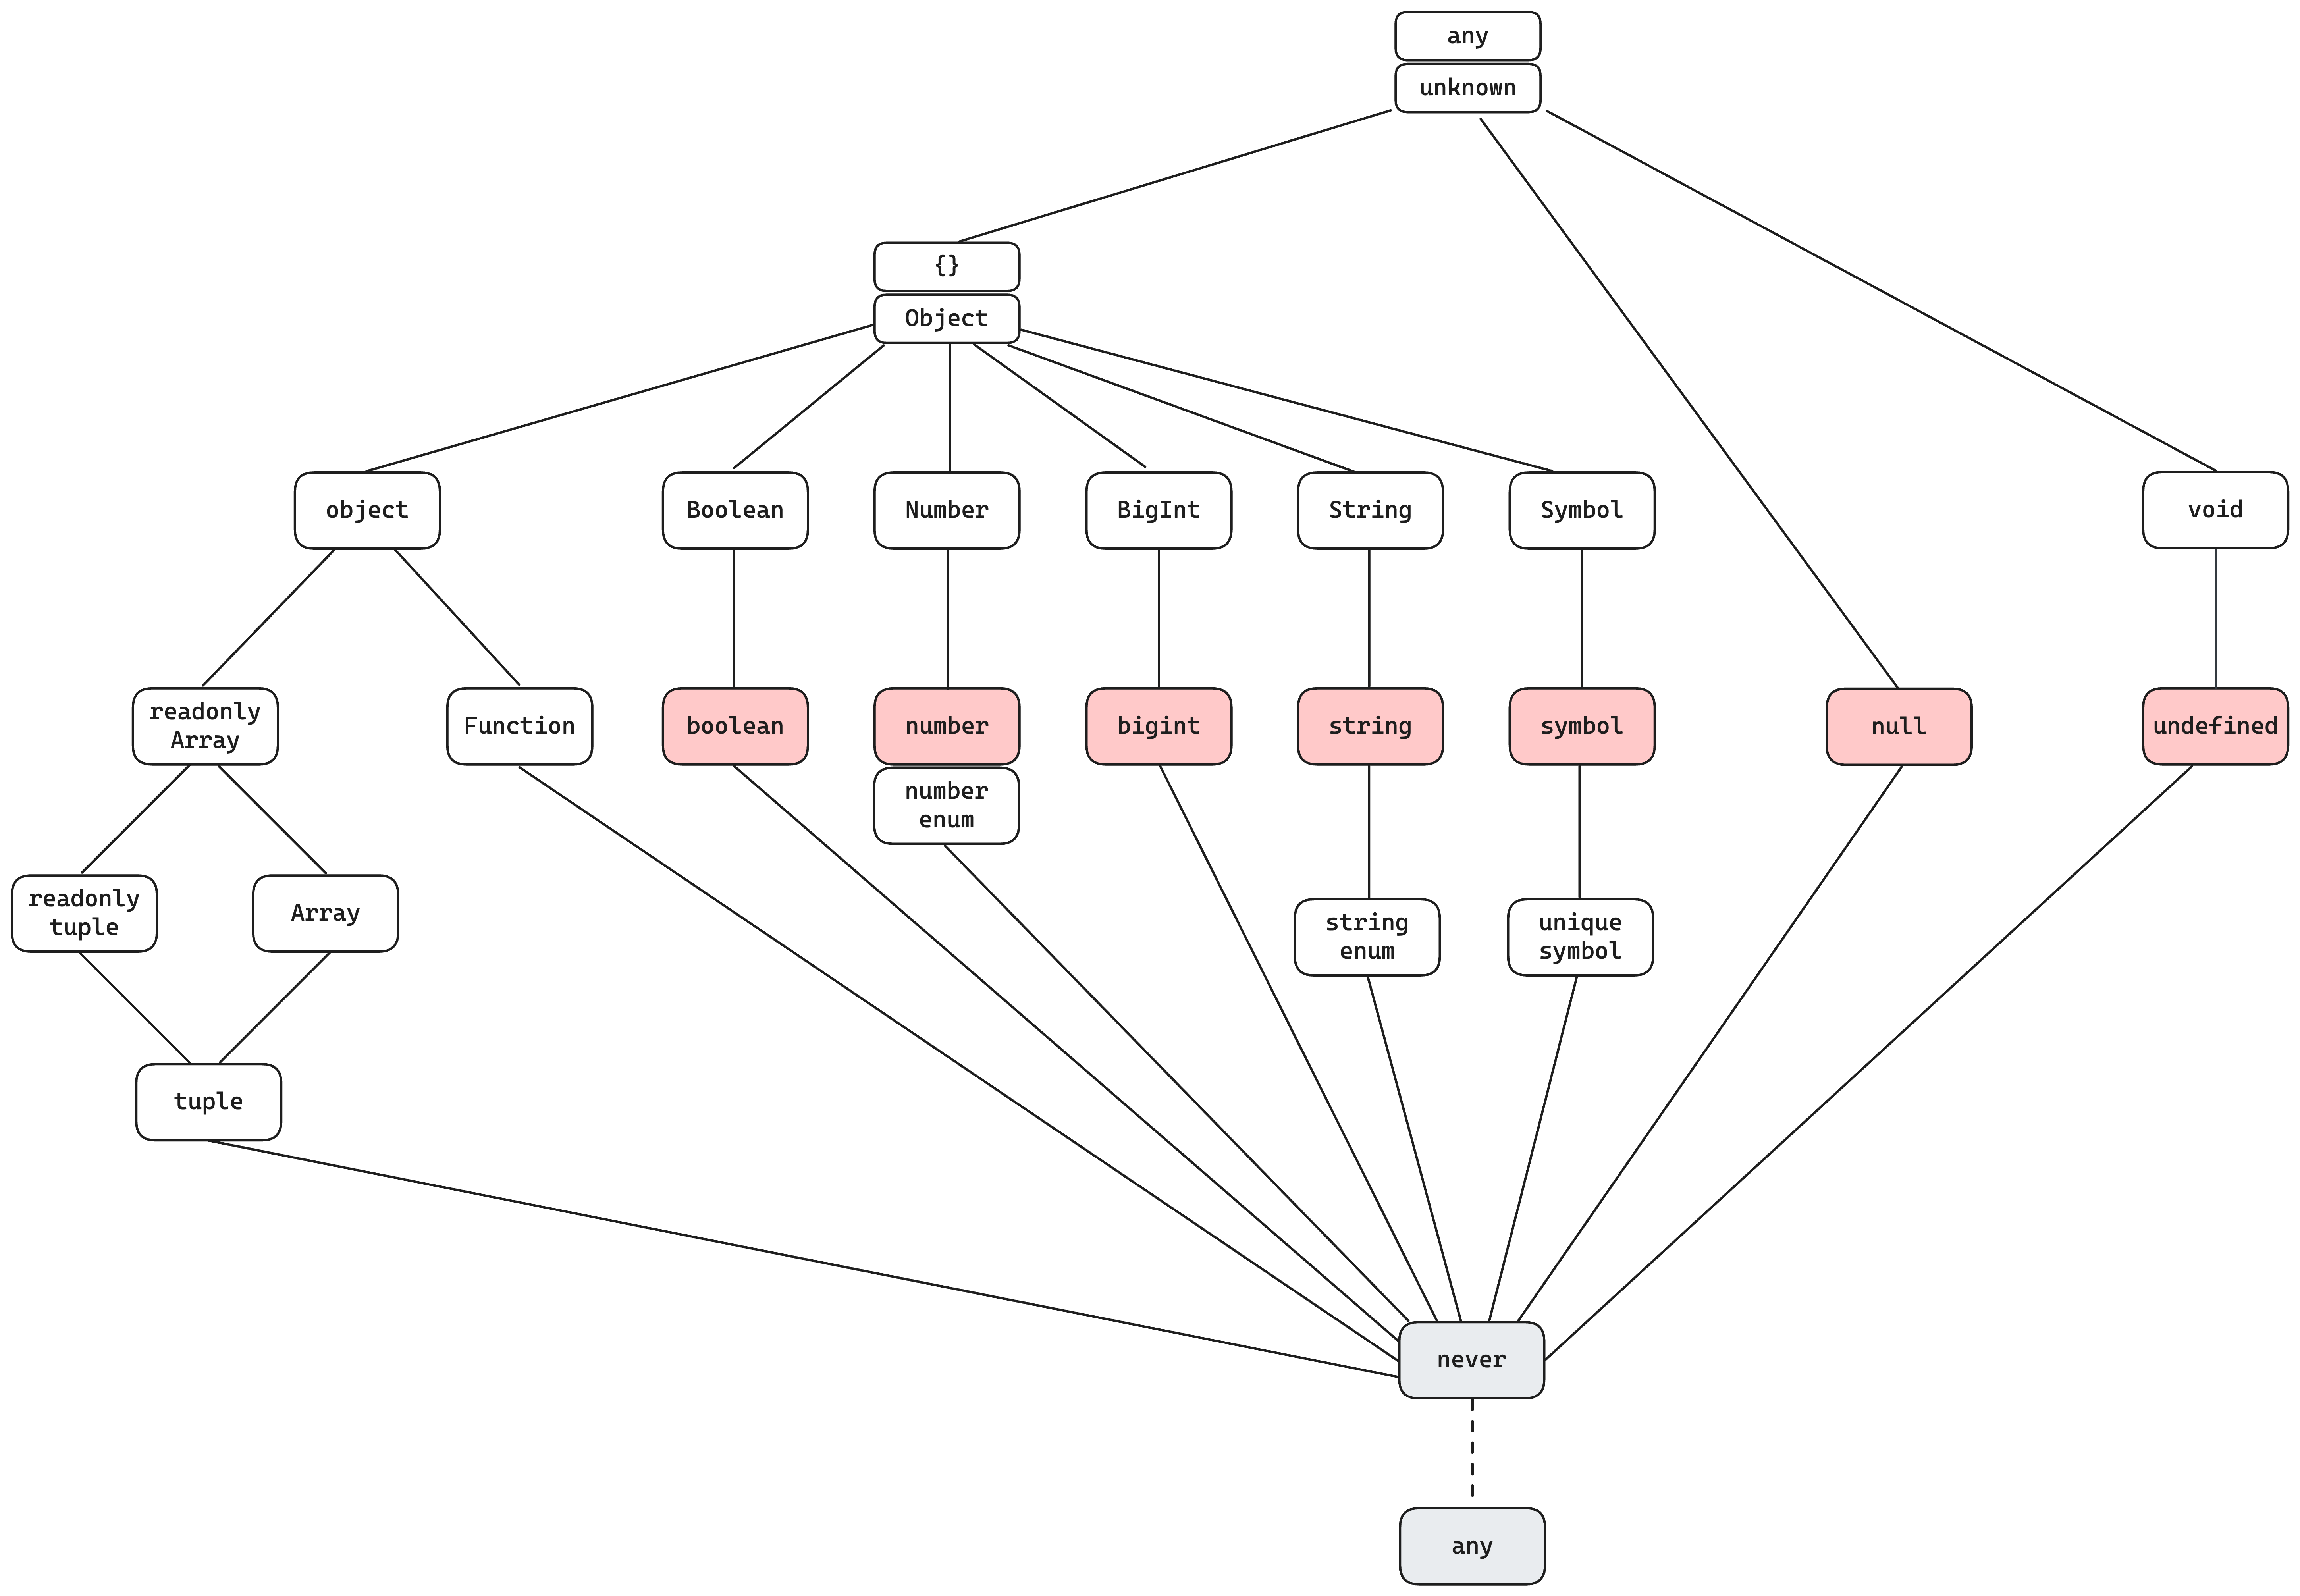 any
unknown
{}
Object
object
Boolean
Number
BigInt
String
Symbol
void
readonly
Array
Function
boolean
number
bigint
string
symbol
null
undefined
number
enum
readonly
tuple
Array
string
enum
unique
symbol
tuple
never
any